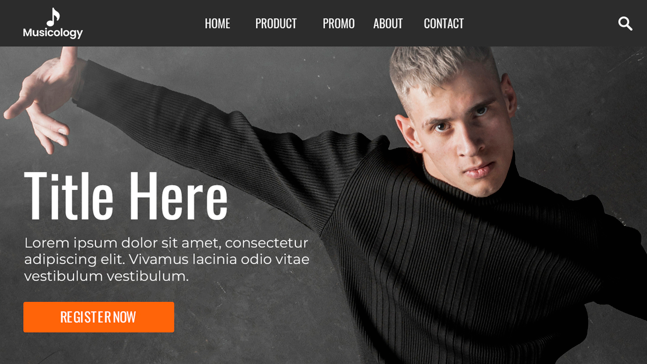 Musicology
HOME PRODUCT PROMO ABOUT CONTACT
Title Here
Lorem ipsum dolor sit amet, consectetur
adipiscing elit. Vivamus lacinia odio vitae
vestibulum vestibulum.
REGISTER NOW